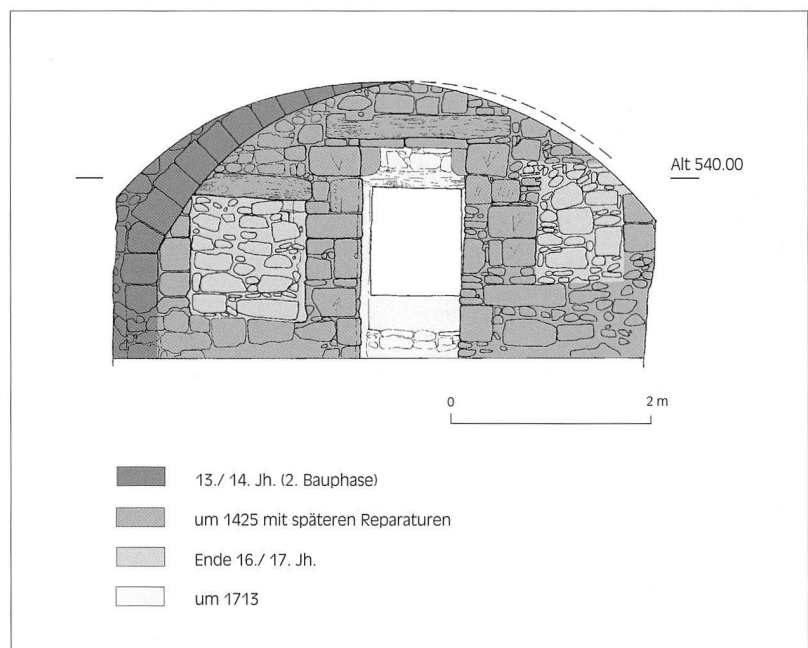 Alt 540.00
0 2 m
13./ 14. Jh. (2. Bauphase)
um 1425 mit späteren Reparaturen
Ende 16./ 17. Jh.
um 1713